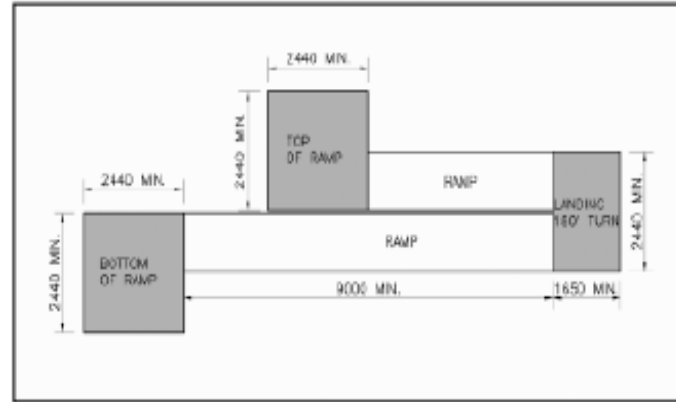 2440 MIN.
TOP
OF RAMP
2440 MIN.
RAMP
LANDING
180' TURN
2440 MIN.
2440 MIN.
BOTTOM
OF RAMP
2440 MIN.
RAMP
9000 MIN.
1650 MIN.